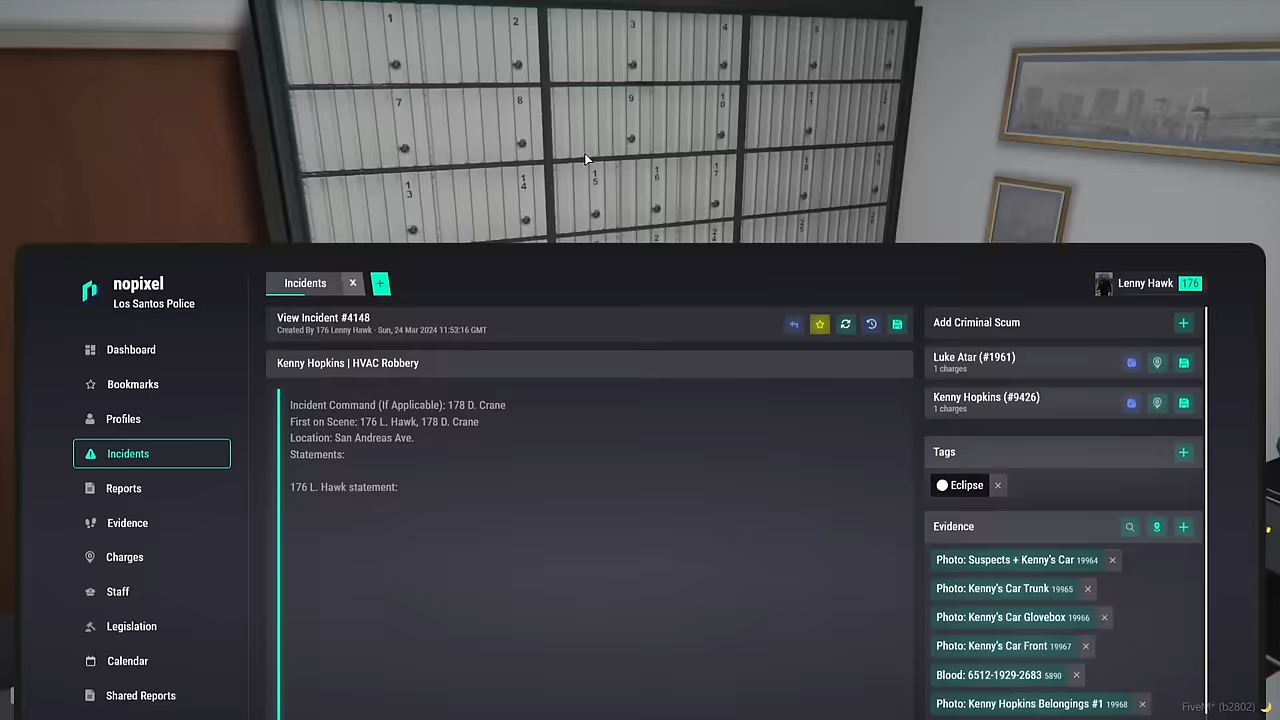 1
2
3
4
5
7
8
9
10
11
13
14
15
16
17
18
nopixel
Los Santos Police
Dashboard
Bookmarks
Profiles
Incidents
Reports
Evidence
Charges
Staff
Legislation
Calendar
Shared Reports
Incidents x +
Lenny Hawk 176
View Incident #4148
Created By 176 Lenny Hawk - Sun, 24 Mar 2024 11:53:16 GMT
Kenny Hopkins | HVAC Robbery
Incident Command (If Applicable): 178 D. Crane
First on Scene: 176 L. Hawk, 178 D. Crane
Location: San Andreas Ave.
Statements:
176 L. Hawk statement:
Add Criminal Scum +
Luke Atar (#1961)
1 charges
Kenny Hopkins (#9426)
1 charges
Tags +
Eclipse ×
Evidence +
Photo: Suspects + Kenny's Car 19964 ×
Photo: Kenny's Car Trunk 19965 ×
Photo: Kenny's Car Glovebox 19966 ×
Photo: Kenny's Car Front 19967 ×
Blood: 6512-1929-2683 5890 ×
Photo: Kenny Hopkins Belongings #1 19968 ×
FiveM* (b2802)